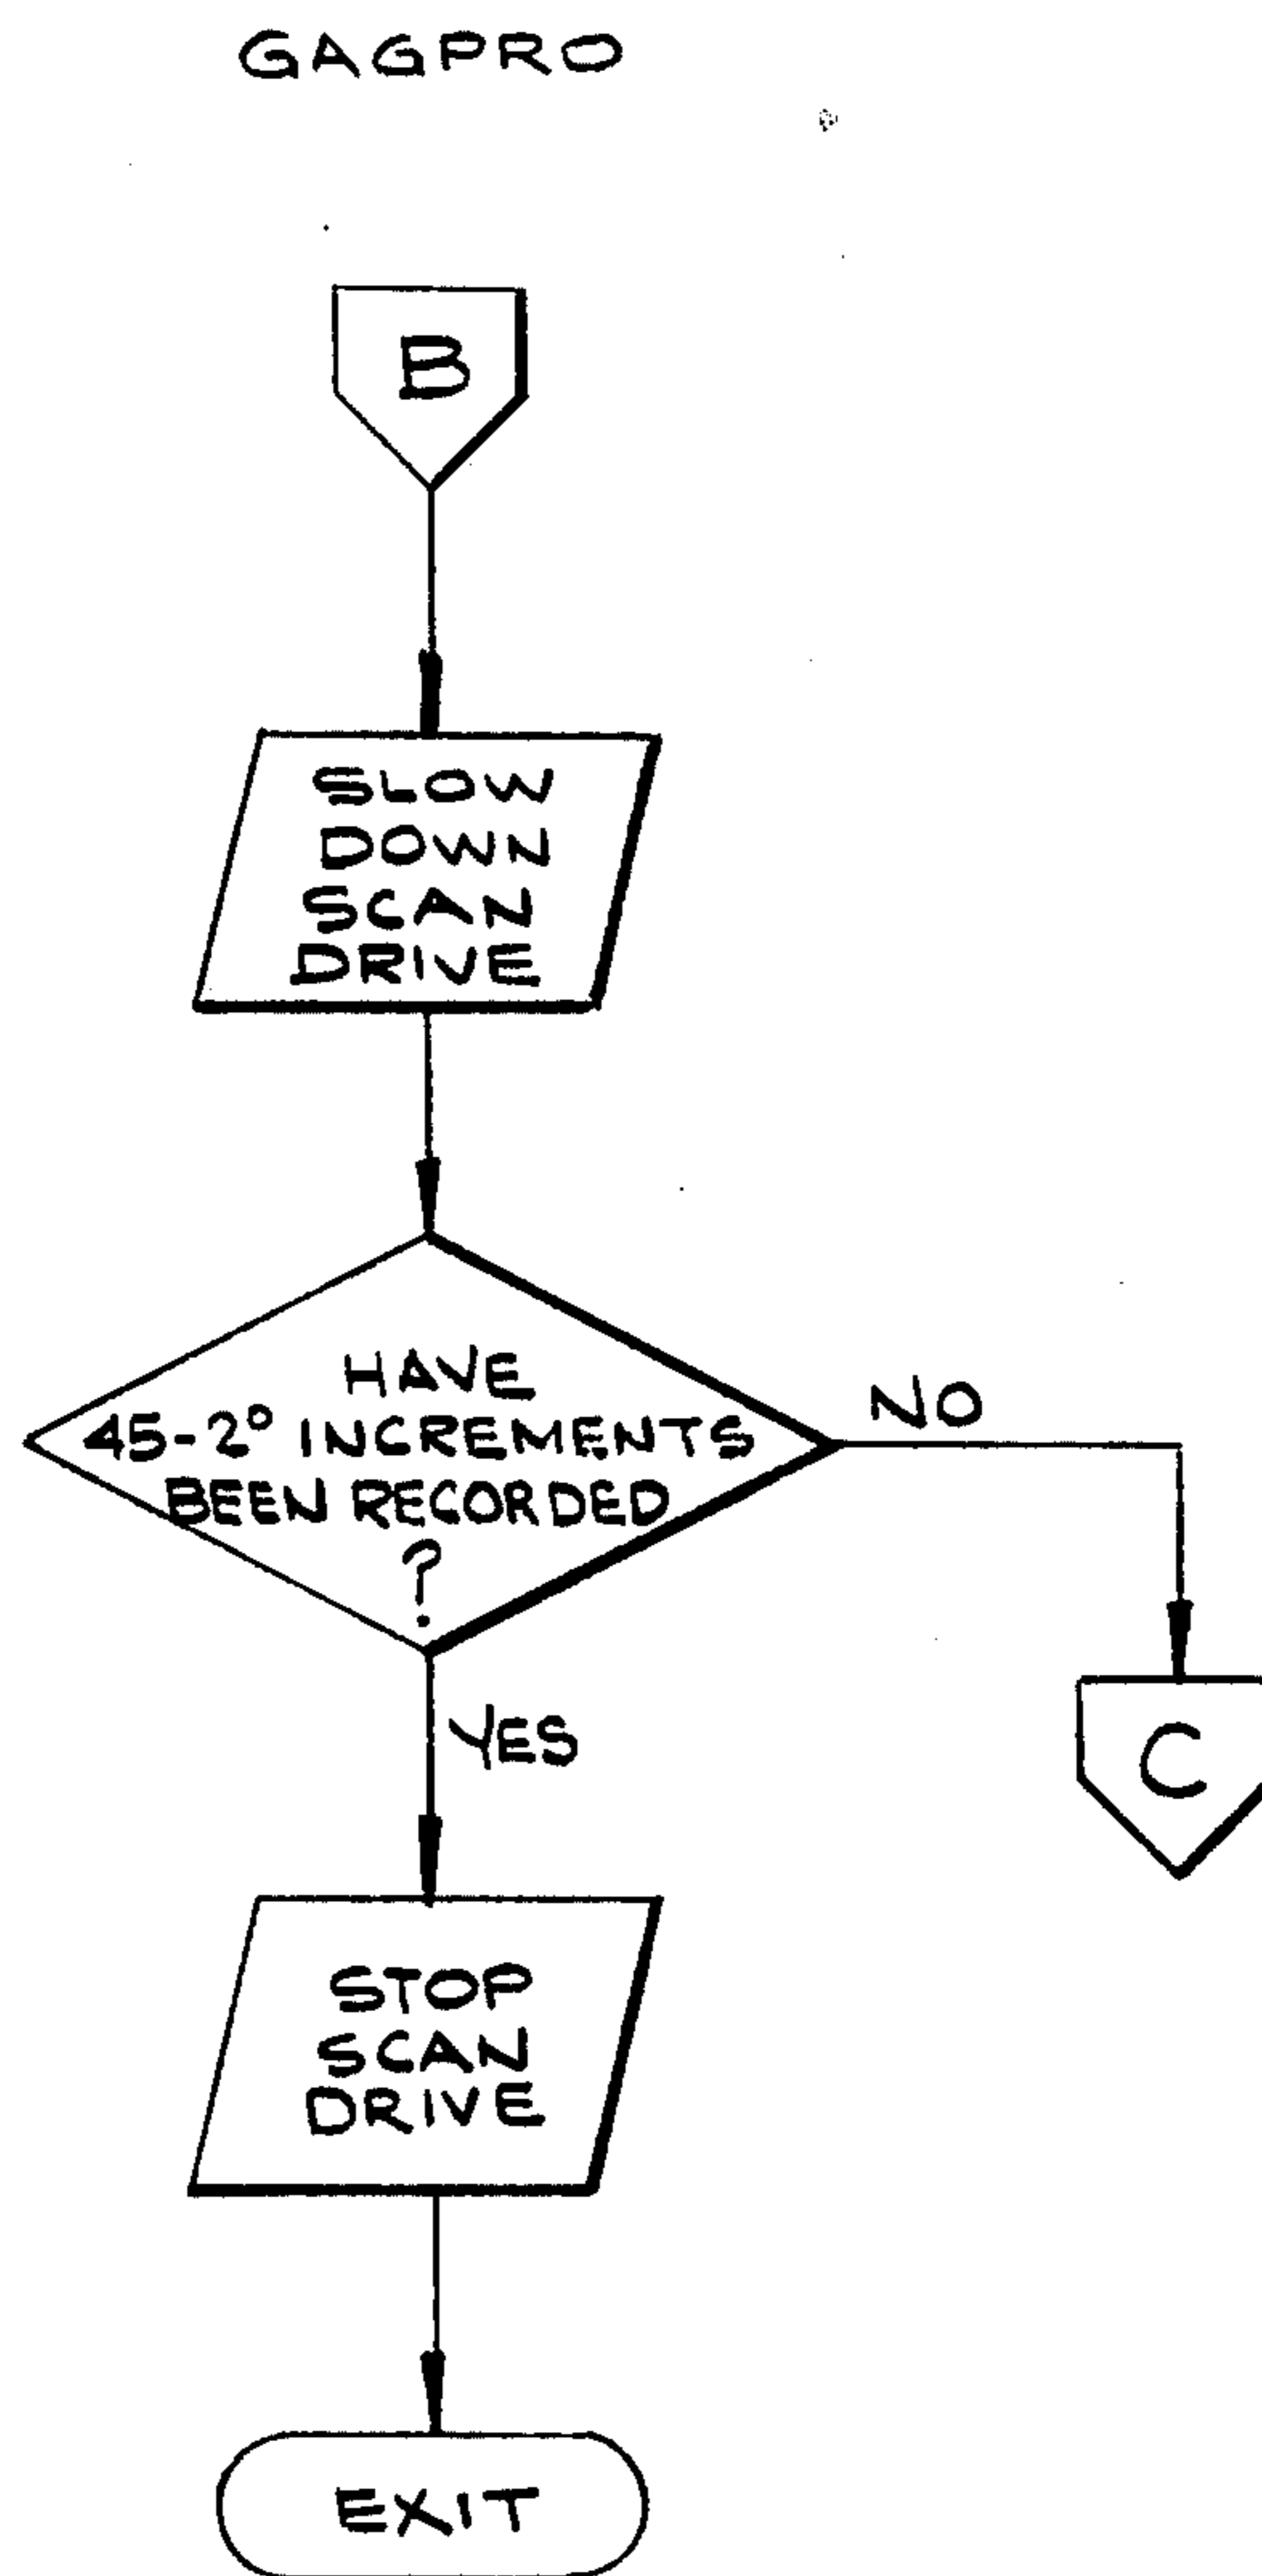 GAGPRO
B
SLOW
DOWN
SCAN
DRIVE
HAVE
45-2° INCREMENTS
BEEN RECORDED
?
NO
YES
C
STOP
SCAN
DRIVE
EXIT